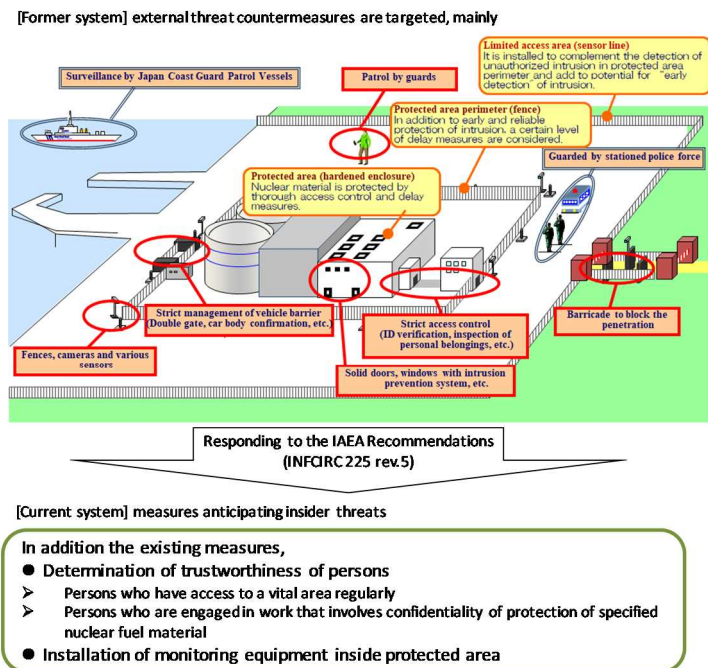 [Former system] external threat countermeasures are targeted, mainly
Limited access area (sensor line)
It is installed to complement the detection of
unauthorized intrusion in protected area
perimeter and add to potential for "early
detection" of intrusion.
Surveillance by Japan Coast Guard Patrol Vessels
Patrol by guards
Protected area perimeter (fence)
In addition to early and reliable
protection of intrusion, a certain level
of delay measures are considered.
Guarded by stationed police force
Protected area (hardened enclosure)
Nuclear material is protected by
thorough access control and delay
measures.
Strict management of vehicle barrier
(Double gate, car body confirmation, etc.)
Strict access control
(ID verification, inspection of
personal belongings, etc.)
Barricade to block the
penetration
Fences, cameras and various
sensors
Solid doors, windows with intrusion
prevention system, etc.
Responding to the IAEA Recommendations
(INFCIRC 225 rev.5)
[Current system] measures anticipating insider threats
In addition the existing measures,
● Determination of trustworthiness of persons
➢ Persons who have access to a vital area regularly
➢ Persons who are engaged in work that involves confidentiality of protection of specified
nuclear fuel material
● Installation of monitoring equipment inside protected area